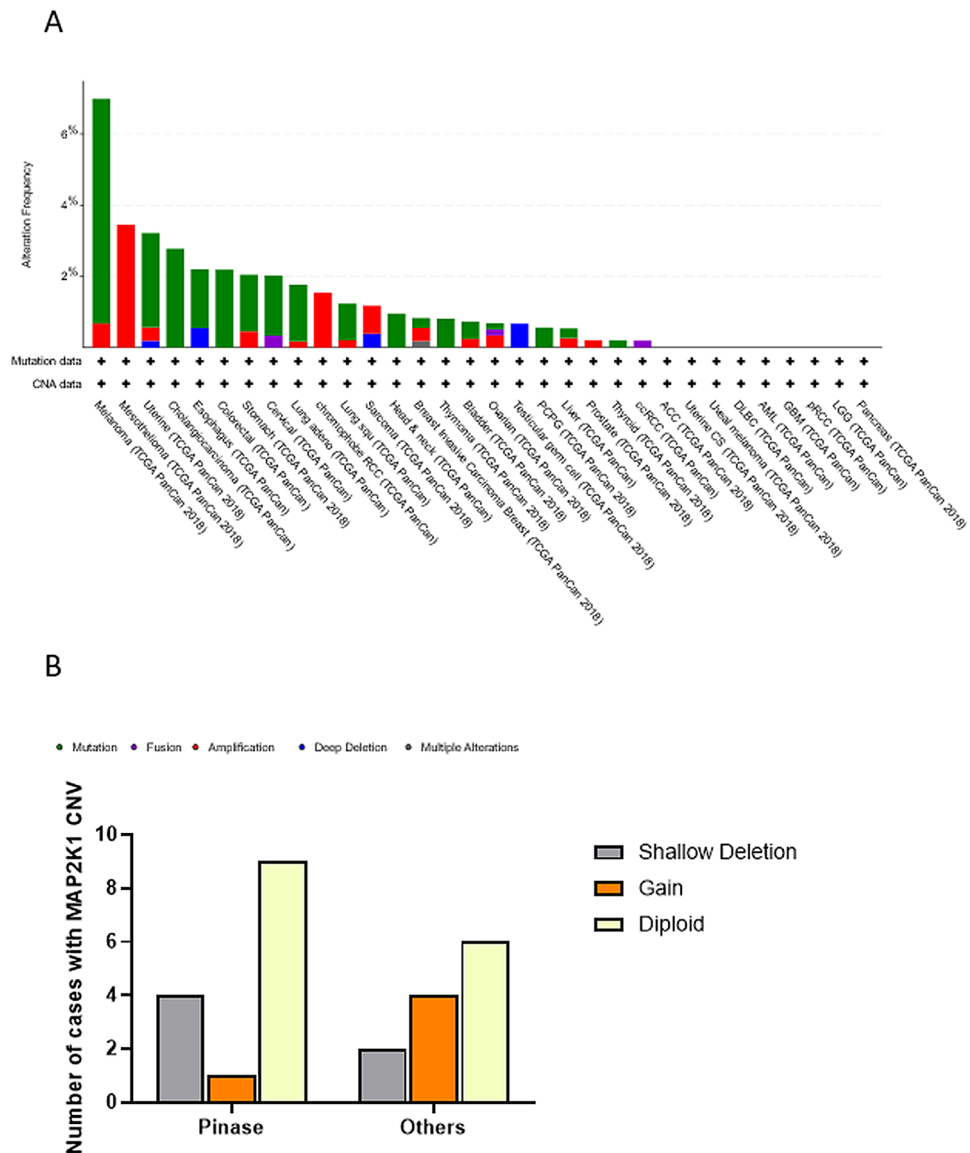 A
Alteration Frequency
6%
4%
2%
Mutation data
CNA data
Melanoma (TCGA PanCan 2018)
Mesothelioma (TCGA PanCan 2018)
Uterine (TCGA PanCan 2018)
Cholangiocarcinoma (TCGA PanCan)
Esophagus (TCGA PanCan)
Colorectal (TCGA PanCan 2018)
Stomach (TCGA PanCan)
Cervical (TCGA PanCan)
Lung adeno (TCGA PanCan)
chromophobe RCC (TCGA PanCan)
Lung squ (TCGA PanCan 2018)
Sarcoma (TCGA PanCan)
Head & neck (TCGA PanCan 2018)
Breast Invasive Carcinoma Breast (TCGA PanCan 2018)
Thymoma (TCGA PanCan 2018)
Bladder (TCGA PanCan 2018)
Ovarian (TCGA PanCan 2018)
Testicular germ cell (TCGA PanCan 2018)
PCPG (TCGA PanCan 2018)
Liver (TCGA PanCan)
Prostate (TCGA PanCan 2018)
Thyroid (TCGA PanCan)
ccRCC (TCGA PanCan 2018)
ACC (TCGA PanCan 2018)
Uterine CS (TCGA PanCan 2018)
Uveal melanoma (TCGA PanCan 2018)
DLBC (TCGA PanCan)
AML (TCGA PanCan)
GBM (TCGA PanCan)
pRCC (TCGA PanCan)
LGG (TCGA PanCan)
Pancreas (TCGA PanCan 2018)
B
Mutation Fusion Amplification Deep Deletion Multiple Alterations
Number of cases with MAP2K1 CNV
10
8
6
4
2
0
Pinase
Others
Shallow Deletion
Gain
Diploid